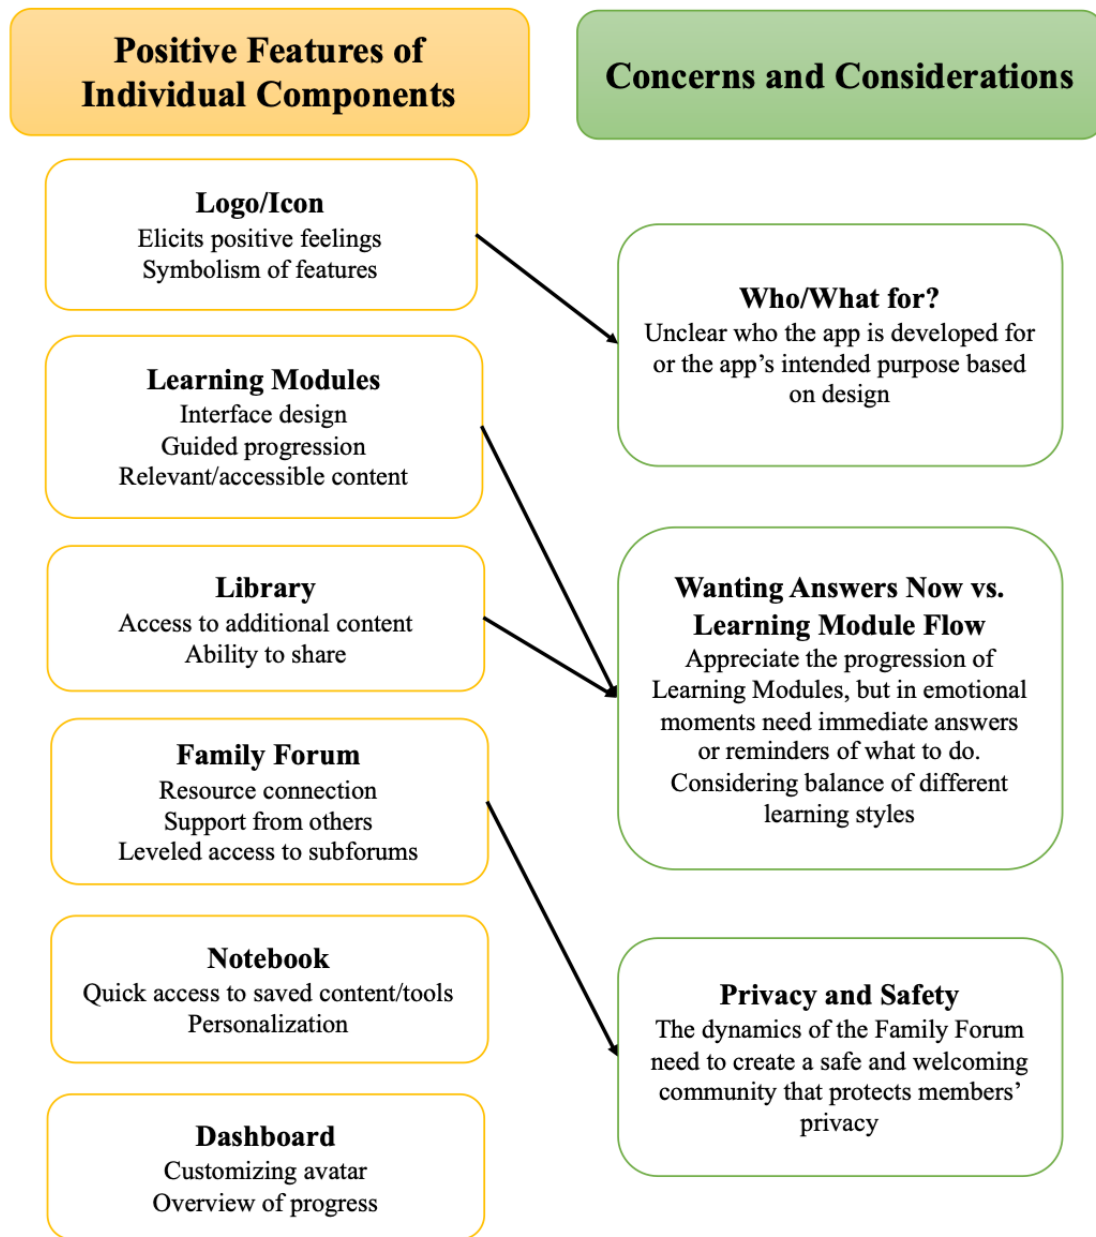 Positive Features of
Individual Components
Concerns and Considerations
Logo/Icon
Elicits positive feelings
Symbolism of features
Learning Modules
Interface design
Guided progression
Relevant/accessible content
Library
Access to additional content
Ability to share
Family Forum
Resource connection
Support from others
Leveled access to subforums
Notebook
Quick access to saved content/tools
Personalization
Dashboard
Customizing avatar
Overview of progress
Who/What for?
Unclear who the app is developed for
or the app’s intended purpose based
on design
Wanting Answers Now vs.
Learning Module Flow
Appreciate the progression of
Learning Modules, but in emotional
moments need immediate answers
or reminders of what to do.
Considering balance of different
learning styles
Privacy and Safety
The dynamics of the Family Forum
need to create a safe and welcoming
community that protects members’
privacy